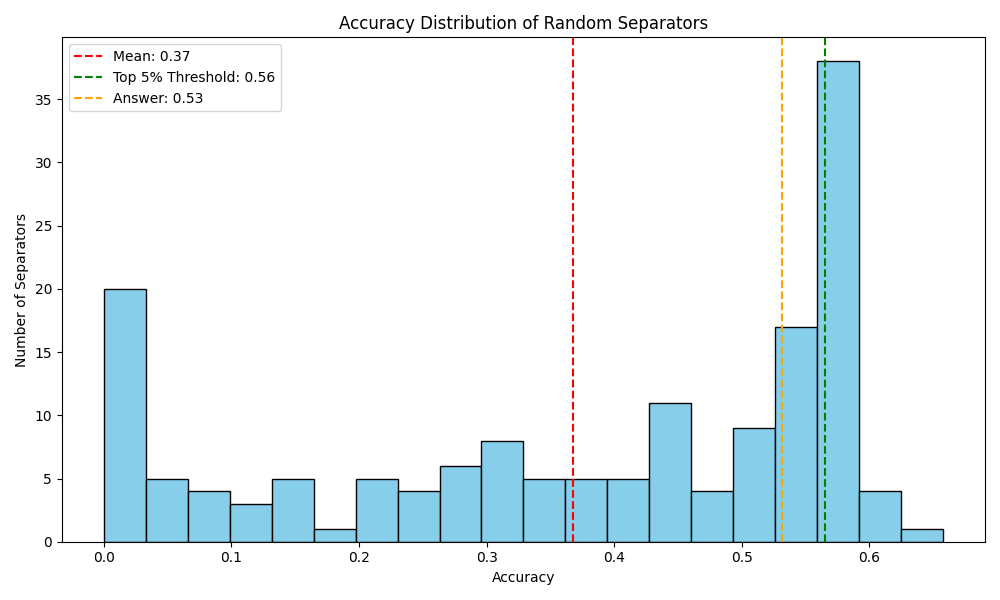 Accuracy Distribution of Random Separators
Mean: 0.37
Top 5% Threshold: 0.56
Answer: 0.53
Number of Separators
35
30
25
20
15
10
5
0
0.0 0.1 0.2 0.3 0.4 0.5 0.6
Accuracy